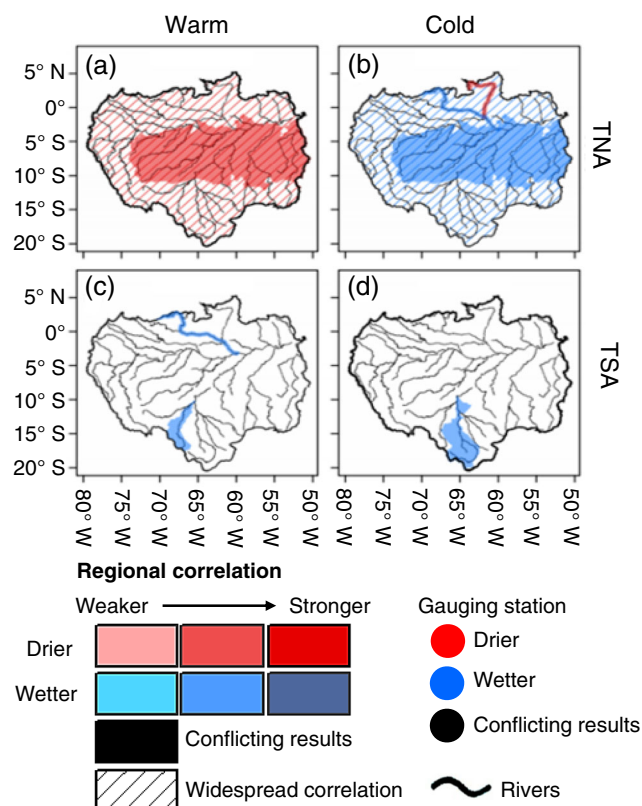 Warm Cold
(a) (b)
5° N
0°
5° S
10° S
15° S
20° S
TNA
(c) (d)
5° N
0°
5° S
10° S
15° S
20° S
TSA
80° W 75° W 70° W 65° W 60° W 55° W 50° W 80° W 75° W 70° W 65° W 60° W 55° W 50° W
Regional correlation
Weaker Stronger
Drier
Wetter
Conflicting results
Widespread correlation
Gauging station
Drier
Wetter
Conflicting results
Rivers